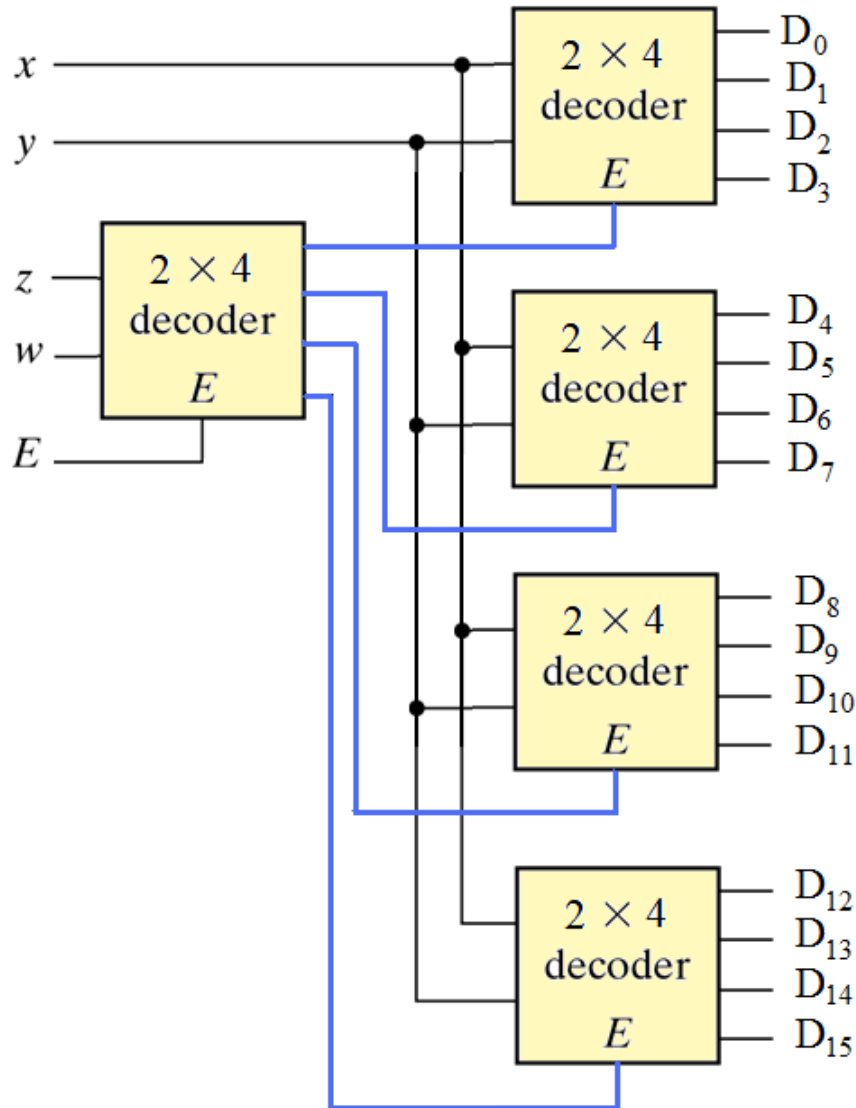 x
y
z
w
E
2 × 4
decoder
E
2 × 4
decoder
E
D₀
D₁
D₂
D₃
2 × 4
decoder
E
D₄
D₅
D₆
D₇
2 × 4
decoder
E
D₈
D₉
D₁₀
D₁₁
2 × 4
decoder
E
D₁₂
D₁₃
D₁₄
D₁₅